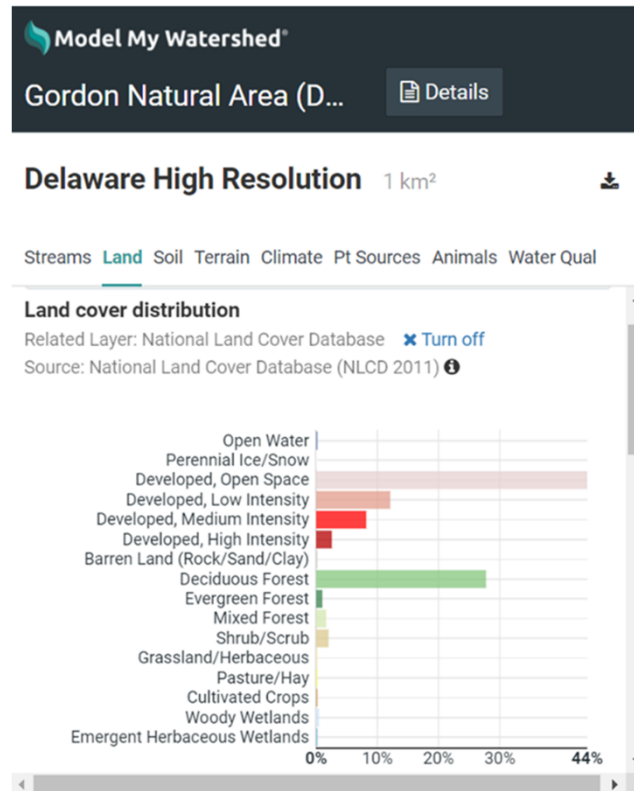 Model My Watershed®
Gordon Natural Area (D...
Details
Delaware High Resolution 1 km²
Streams Land Soil Terrain Climate Pt Sources Animals Water Qual
Land cover distribution
Related Layer: National Land Cover Database × Turn off
Source: National Land Cover Database (NLCD 2011)
Open Water
Perennial Ice/Snow
Developed, Open Space
Developed, Low Intensity
Developed, Medium Intensity
Developed, High Intensity
Barren Land (Rock/Sand/Clay)
Deciduous Forest
Evergreen Forest
Mixed Forest
Shrub/Scrub
Grassland/Herbaceous
Pasture/Hay
Cultivated Crops
Woody Wetlands
Emergent Herbaceous Wetlands
0% 10% 20% 30% 44%